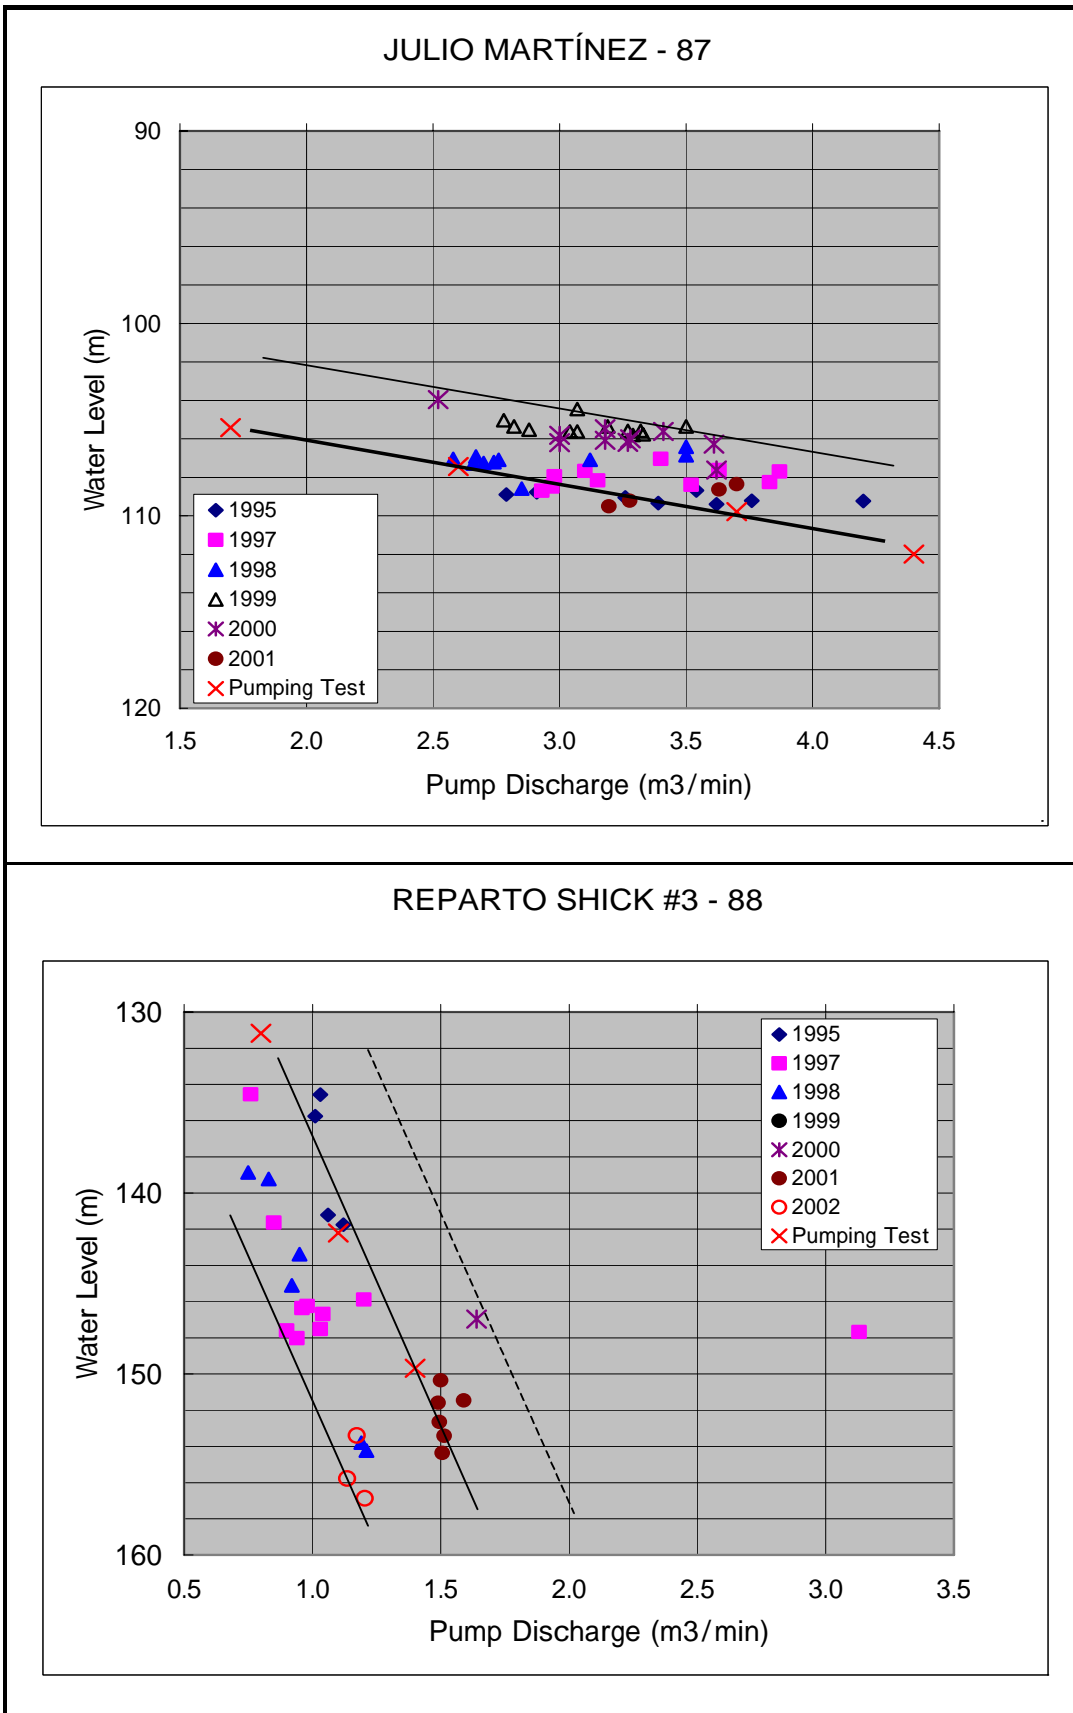 JULIO MARTÍNEZ - 87
90
100
110
120
Water Level (m)
1995
1997
1998
1999
2000
2001
Pumping Test
1.5 2.0 2.5 3.0 3.5 4.0 4.5
Pump Discharge (m3/min)
REPARTO SHICK #3 - 88
130
140
150
160
Water Level (m)
1995
1997
1998
1999
2000
2001
2002
Pumping Test
0.5 1.0 1.5 2.0 2.5 3.0 3.5
Pump Discharge (m3/min)